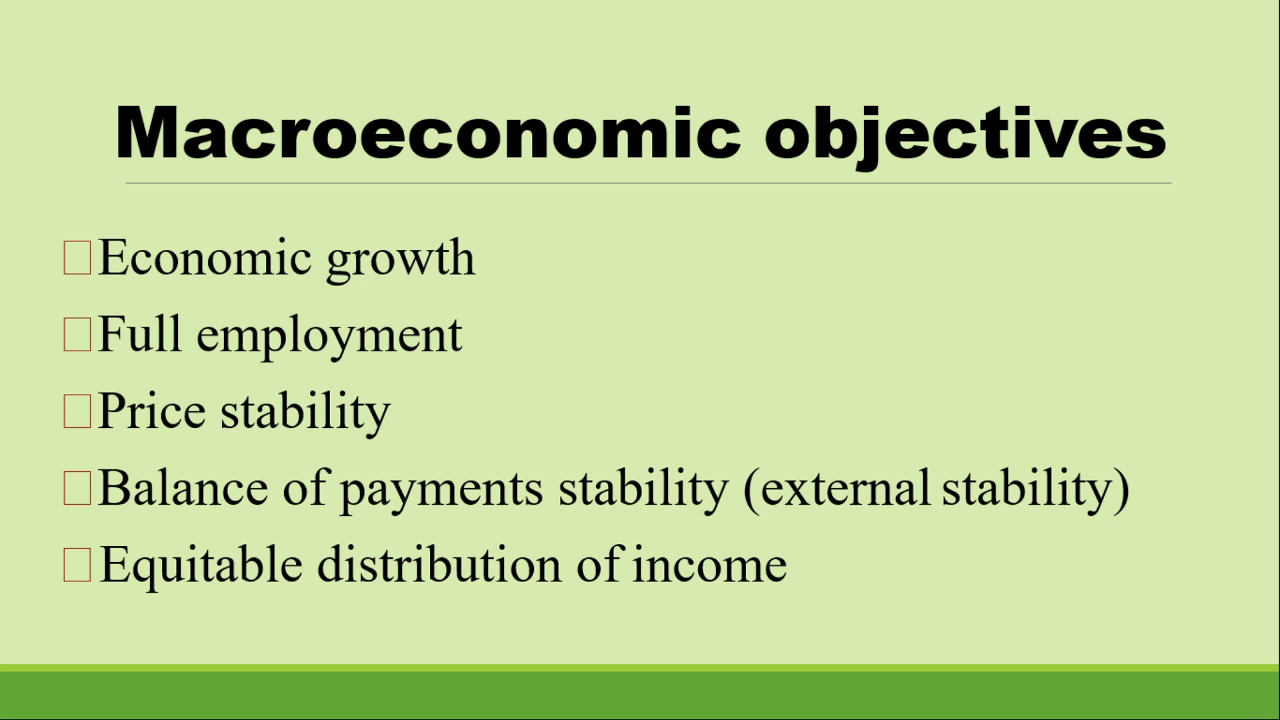 Macroeconomic objectives
Economic growth
Full employment
Price stability
Balance of payments stability (external stability)
Equitable distribution of income